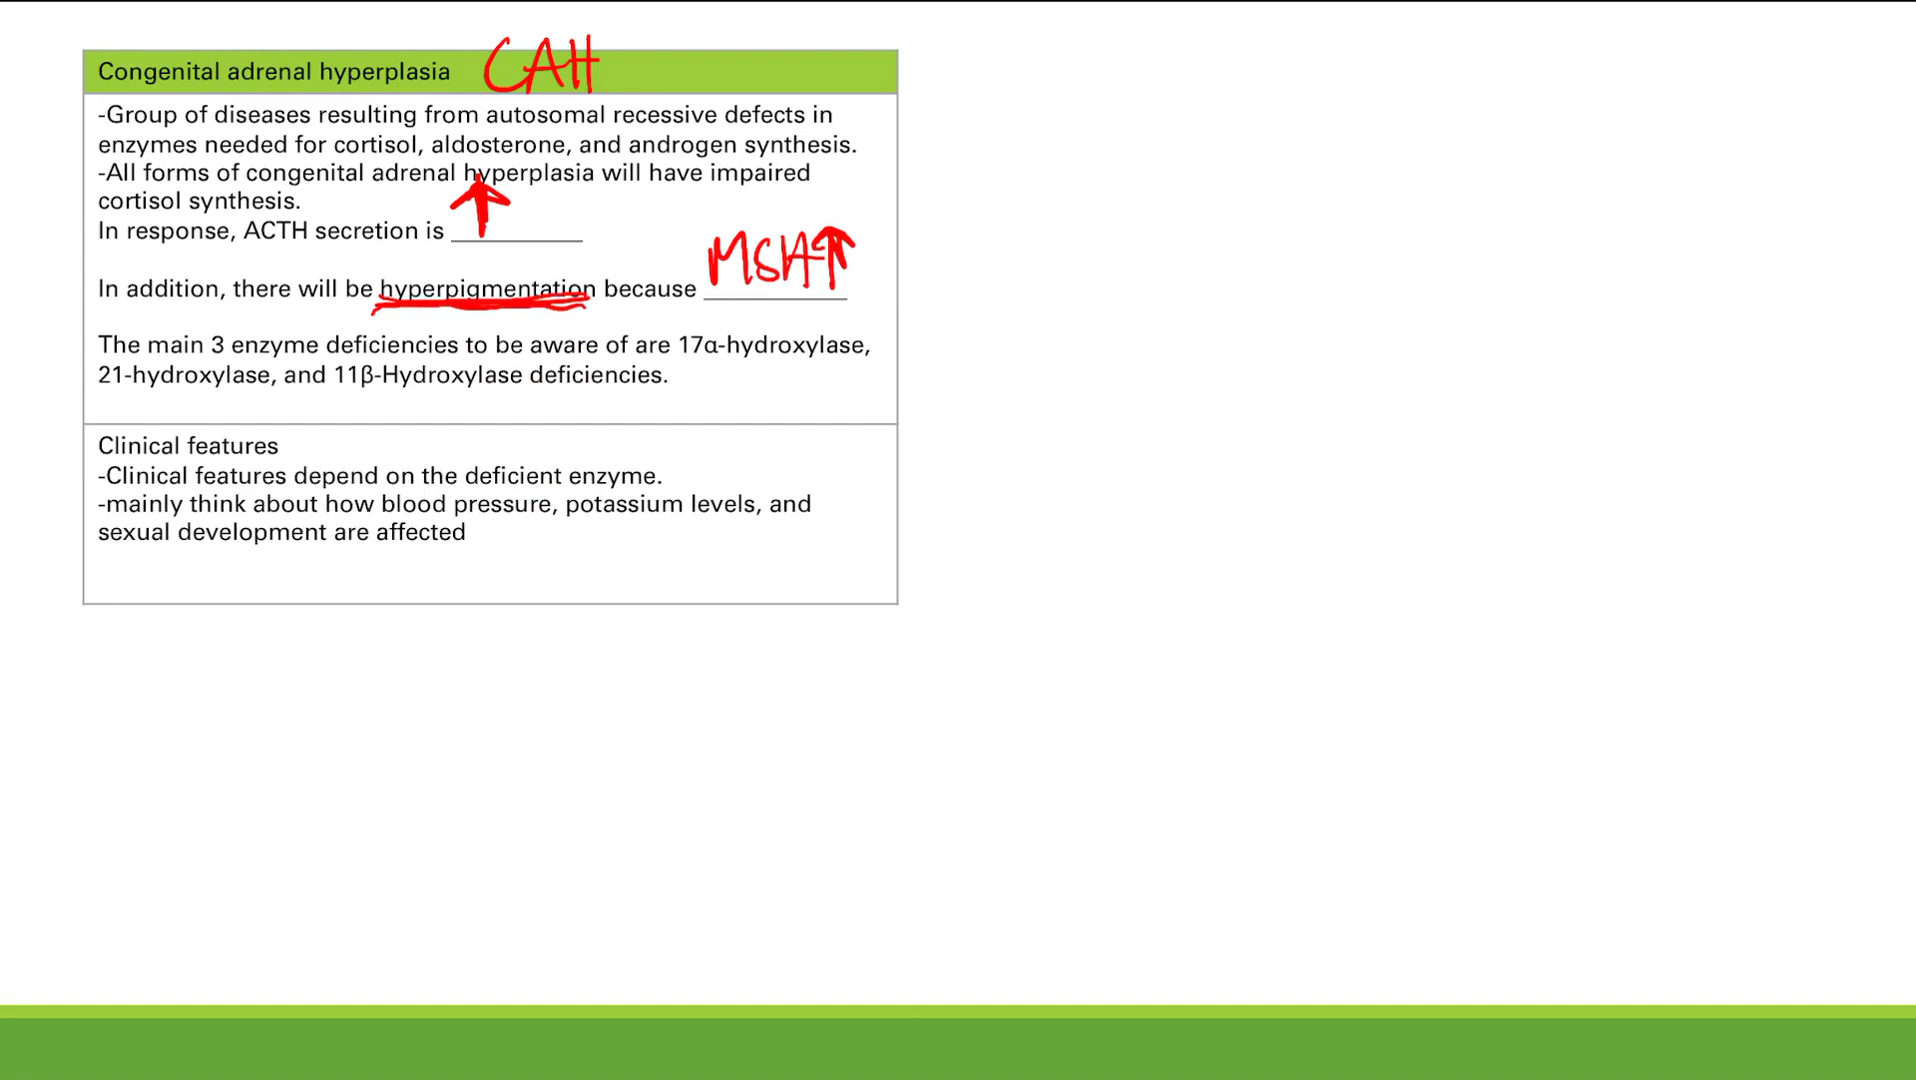 Congenital adrenal hyperplasia CAH
-Group of diseases resulting from autosomal recessive defects in
enzymes needed for cortisol, aldosterone, and androgen synthesis.
-All forms of congenital adrenal hyperplasia will have impaired
cortisol synthesis.
In response, ACTH secretion is __________ ↑
In addition, there will be hyperpigmentation because ___________ MSH↑
The main 3 enzyme deficiencies to be aware of are 17α-hydroxylase,
21-hydroxylase, and 11β-Hydroxylase deficiencies.
Clinical features
-Clinical features depend on the deficient enzyme.
-mainly think about how blood pressure, potassium levels, and
sexual development are affected